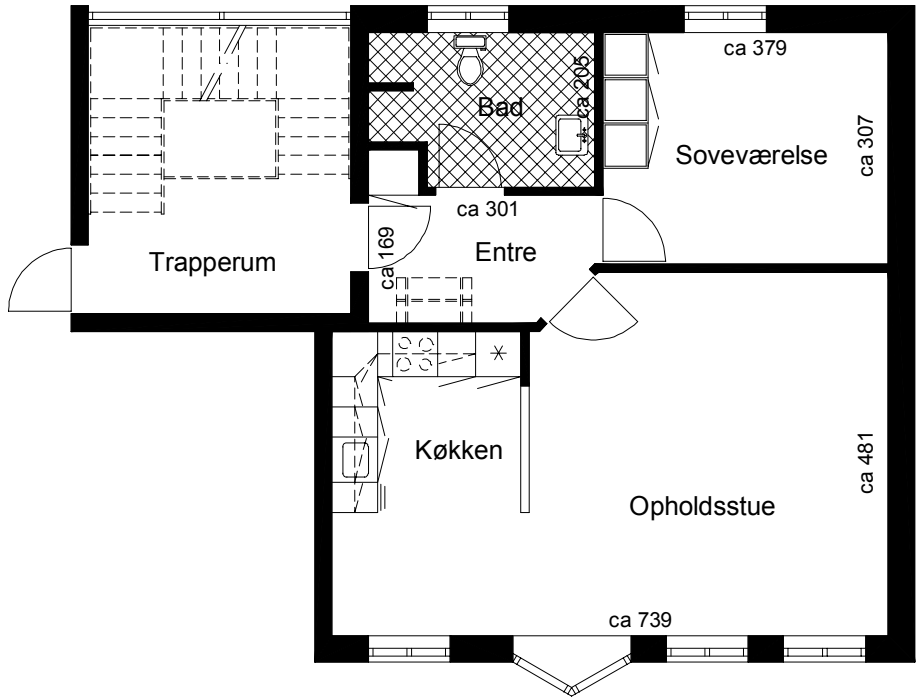 ca 379
ca 205
Bad
ca 307
Soveværelse
ca 301
ca 169
Entre
Trapperum
Køkken
ca 481
Opholdsstue
ca 739